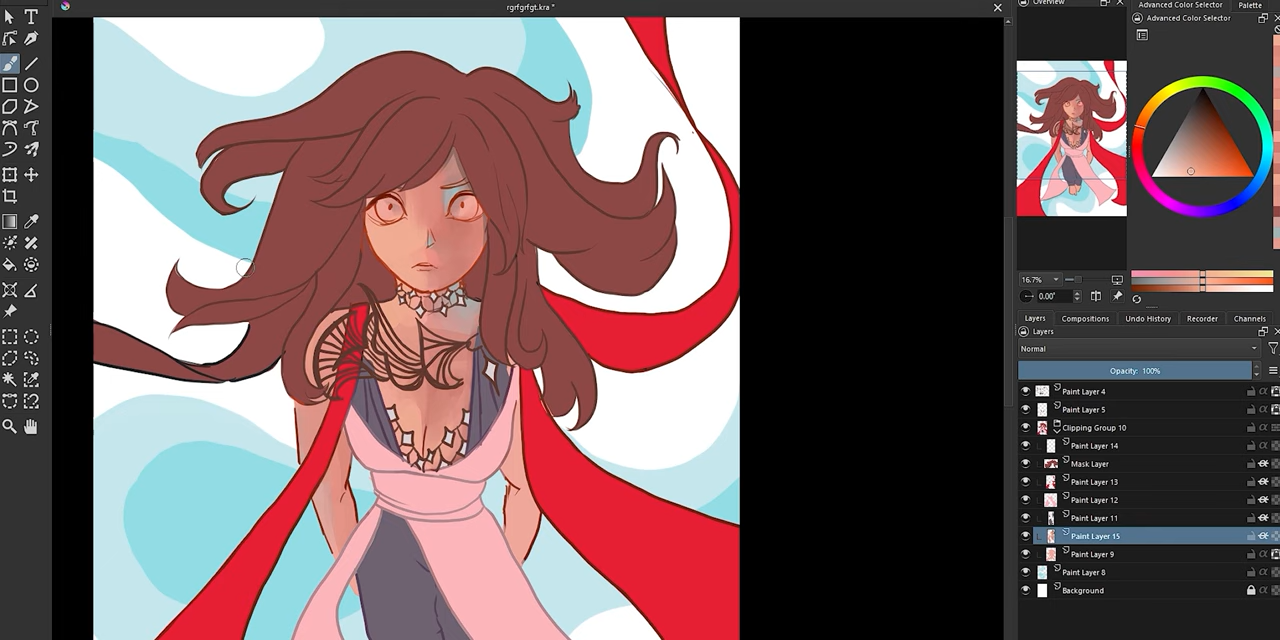 rgrfgrfgt.kra *
Overview
Advanced Color Selector
Palette
Advanced Color Selector
16.7%
0.00°
Layers
Compositions
Undo History
Recorder
Channels
Layers
Normal
Opacity: 100%
Paint Layer 4
Paint Layer 5
Clipping Group 10
Paint Layer 14
Mask Layer
Paint Layer 13
Paint Layer 12
Paint Layer 11
Paint Layer 15
Paint Layer 9
Paint Layer 8
Background